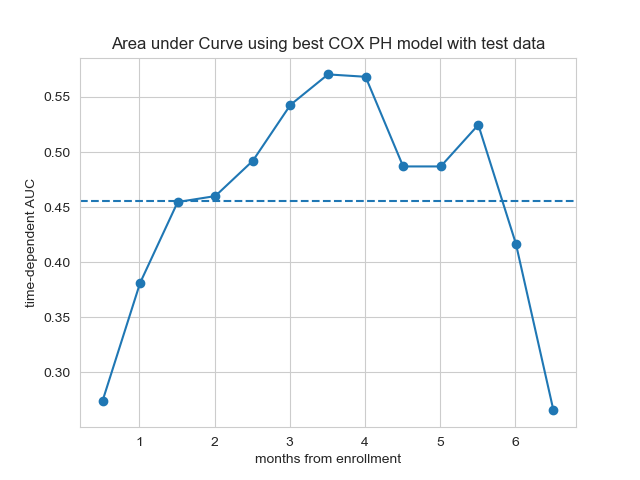 Area under Curve using best COX PH model with test data
time-dependent AUC
0.55
0.50
0.45
0.40
0.35
0.30
1 2 3 4 5 6
months from enrollment